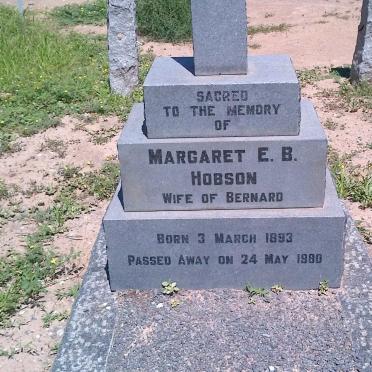 SACRED
TO THE MEMORY
OF
MARGARET E. B.
HOBSON
WIFE OF BERNARD
BORN 3 MARCH 1893
PASSED AWAY ON 24 MAY 1980